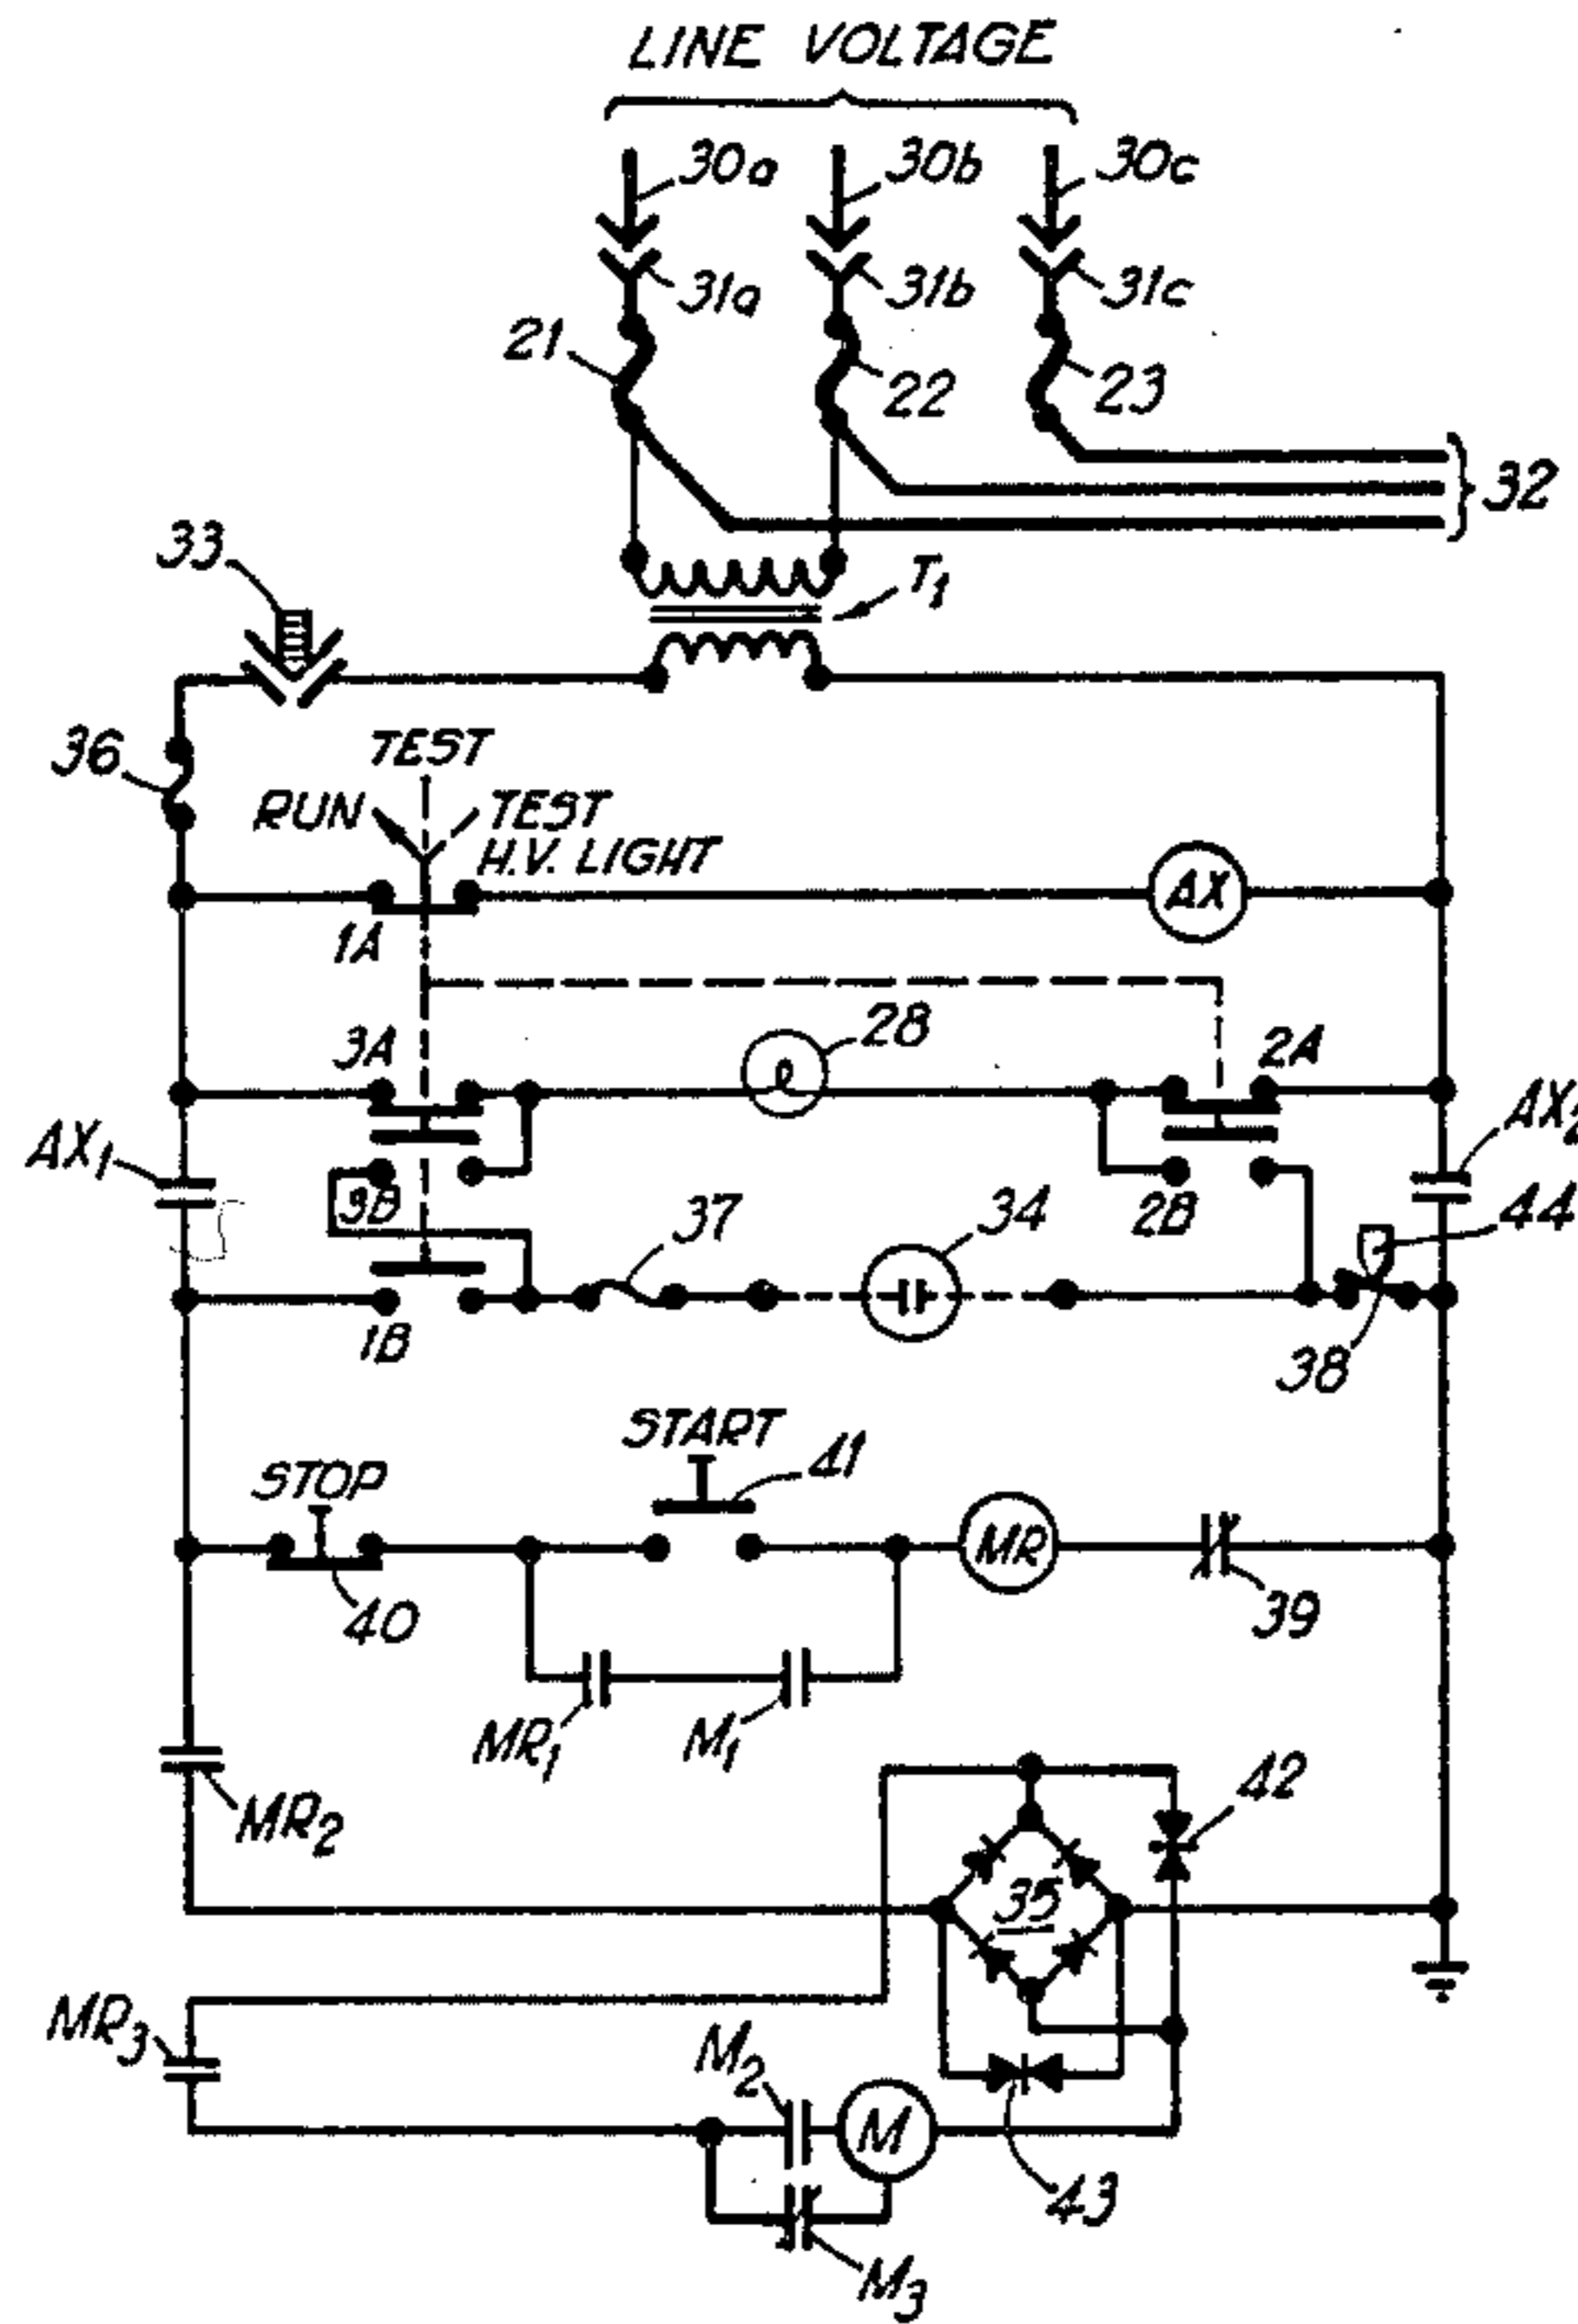 LINE VOLTAGE
30a
30b
30c
31a
31b
31c
21
22
23
32
33
T1
36
TEST
RUN
TEST
H.V. LIGHT
AX
1A
28
3A
2A
AX1
AX2
3B
37
34
2B
44
1B
38
START
41
STOP
MR
40
39
MR1
M1
42
MR2
35
MR3
M2
M
43
M3